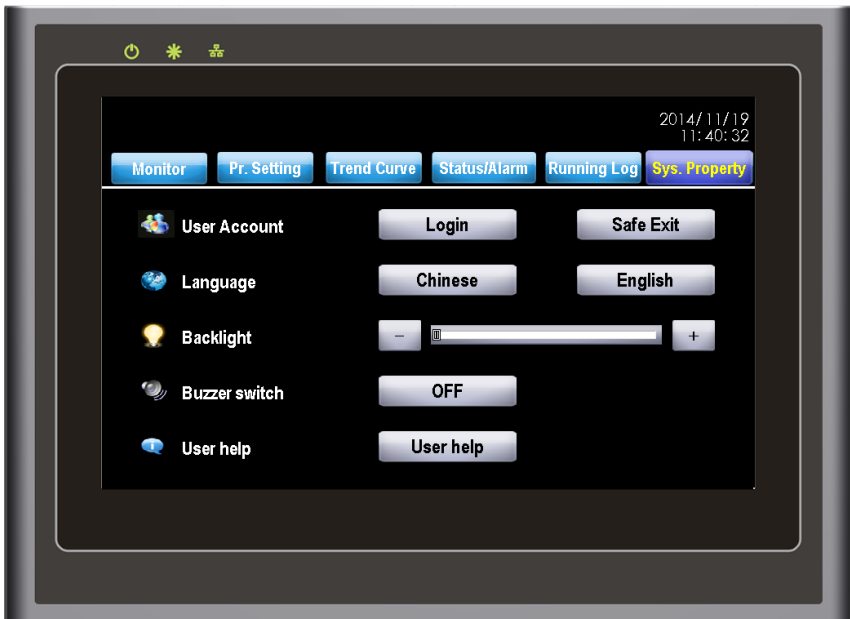 2014/11/19
11:40:32
Monitor Pr. Setting Trend Curve Status/Alarm Running Log Sys. Property
User Account Login Safe Exit
Language Chinese English
Backlight − +
Buzzer switch OFF
User help User help